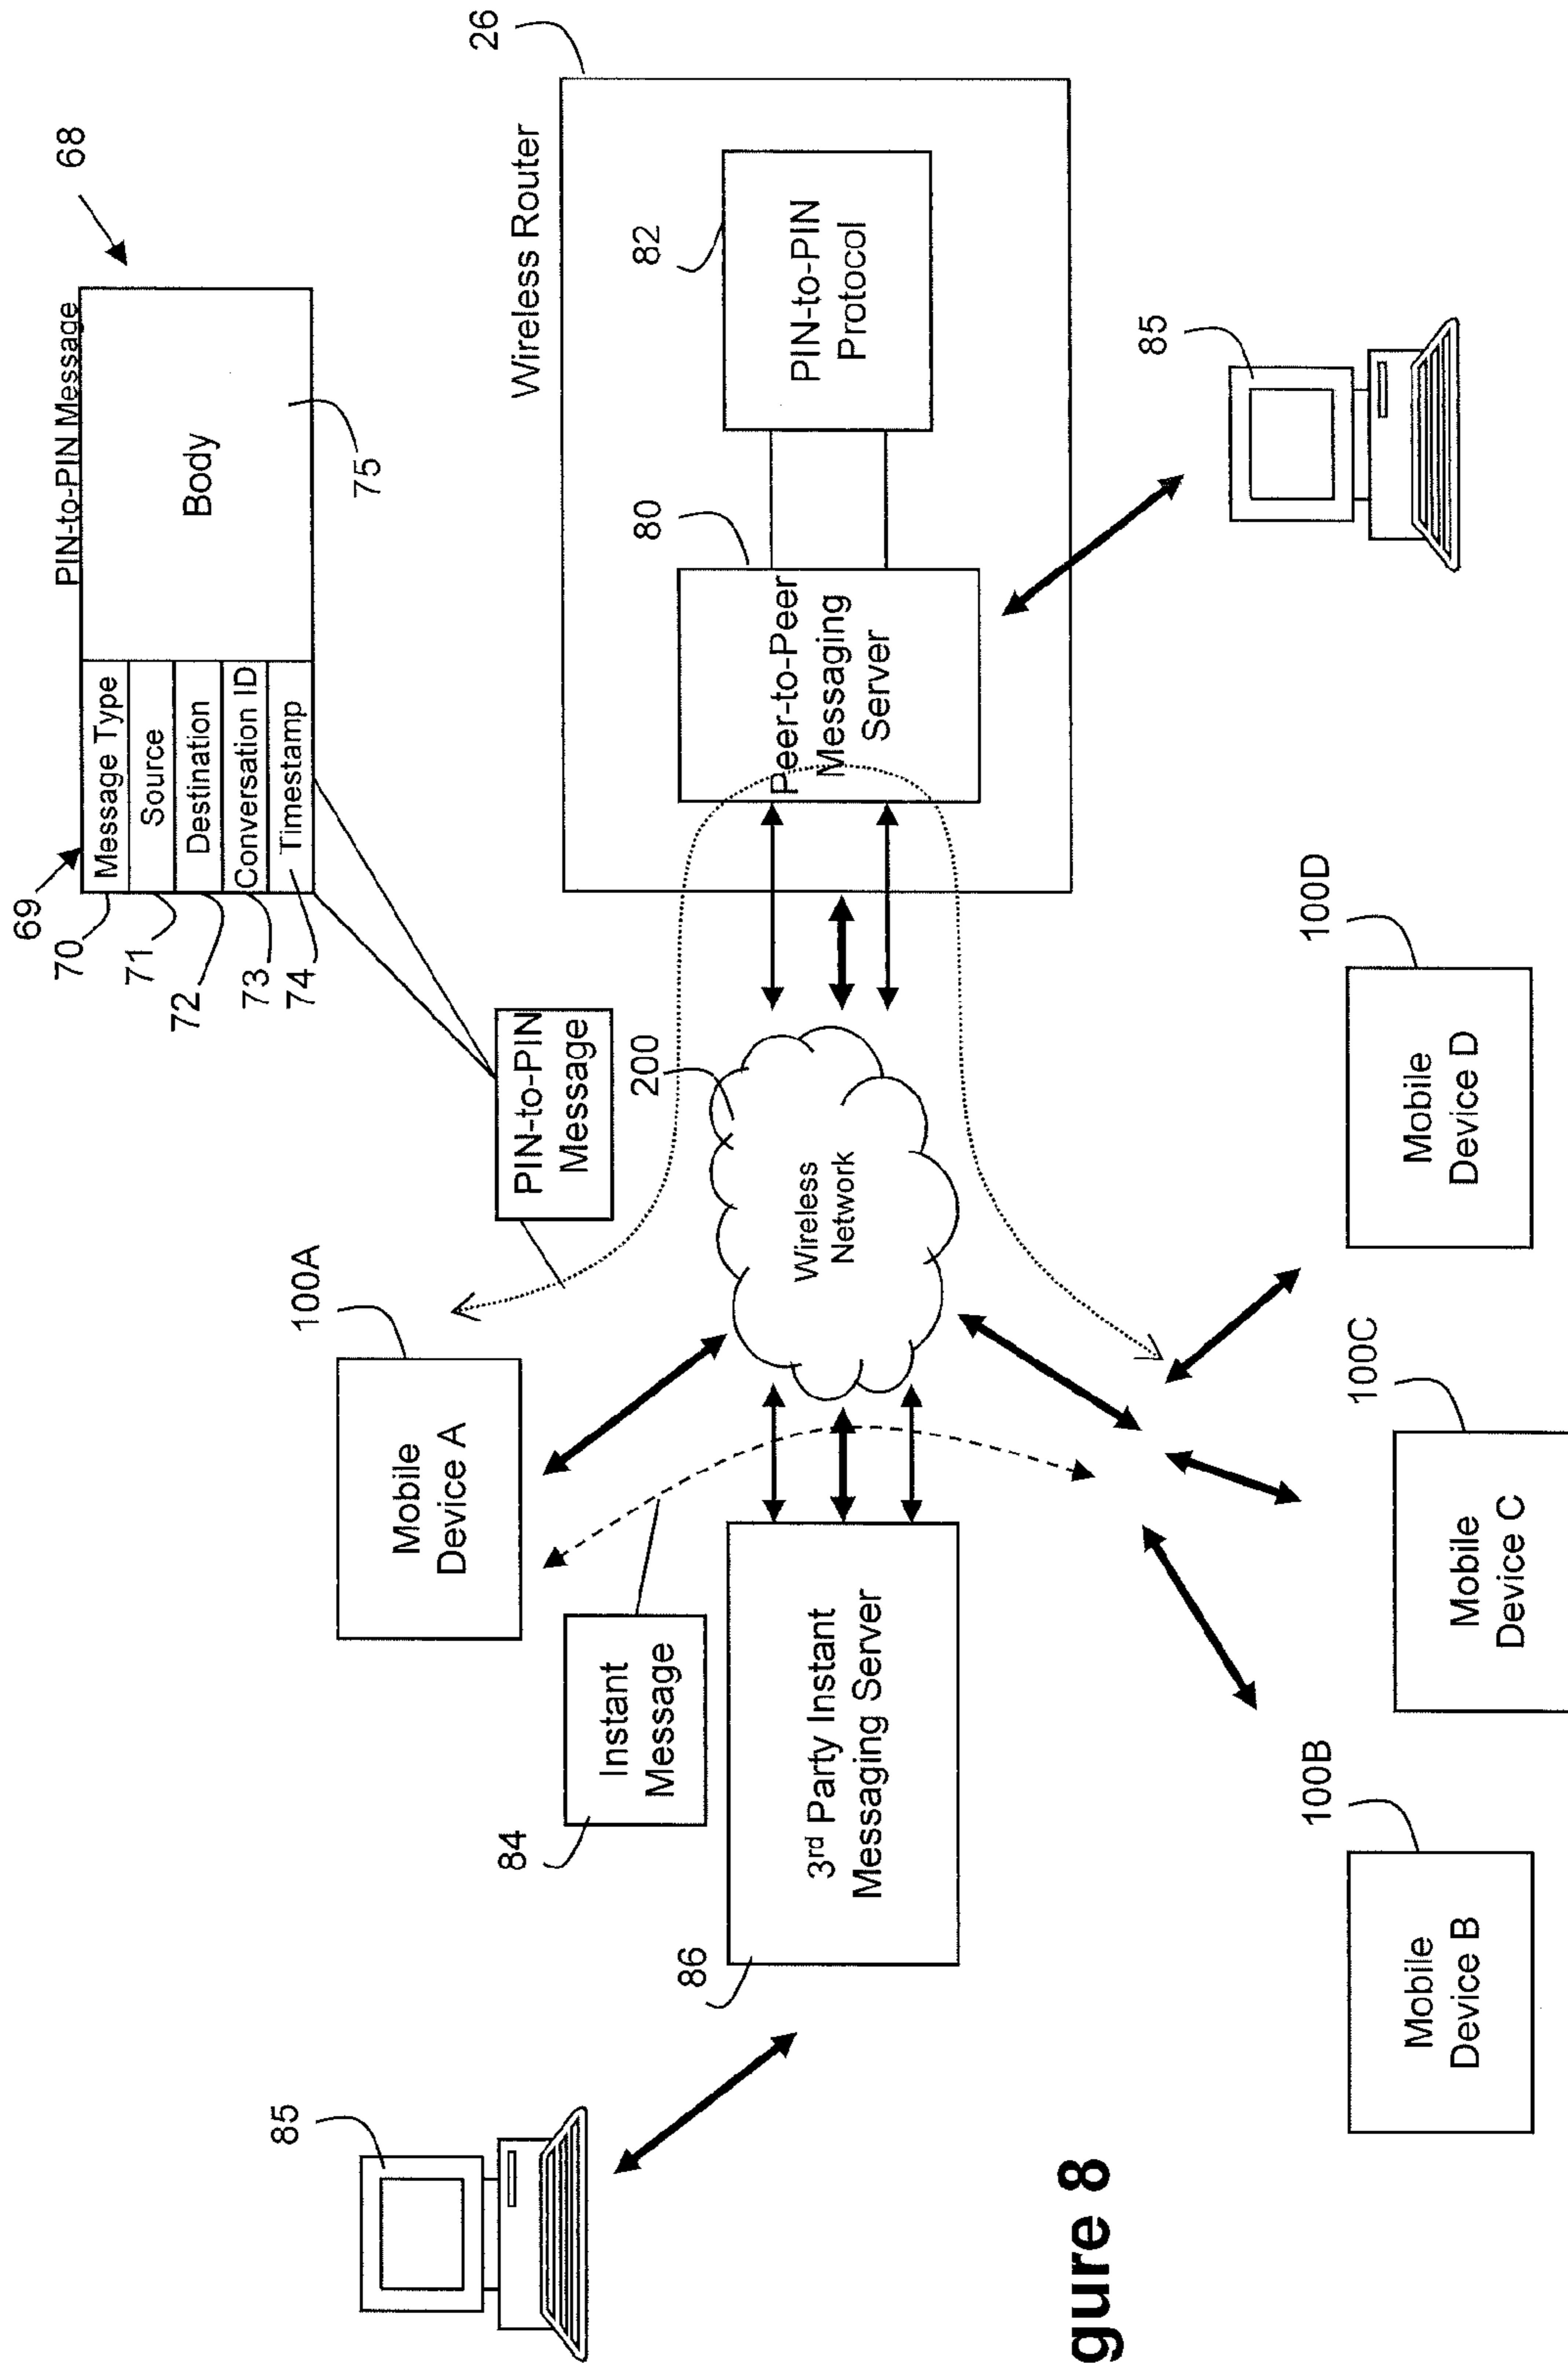 PIN-to-PIN Message
68
69
70
71
72
73
74
Message Type
Source
Destination
Conversation ID
Timestamp
Body
75
26
Wireless Router
80
Peer-to-Peer
Messaging
Server
82
PIN-to-PIN
Protocol
85
PIN-to-PIN
Message
200
Wireless
Network
100A
Mobile
Device A
84
Instant
Message
86
3rd Party Instant
Messaging Server
85
100B
Mobile
Device B
100C
Mobile
Device C
100D
Mobile
Device D
gure 8